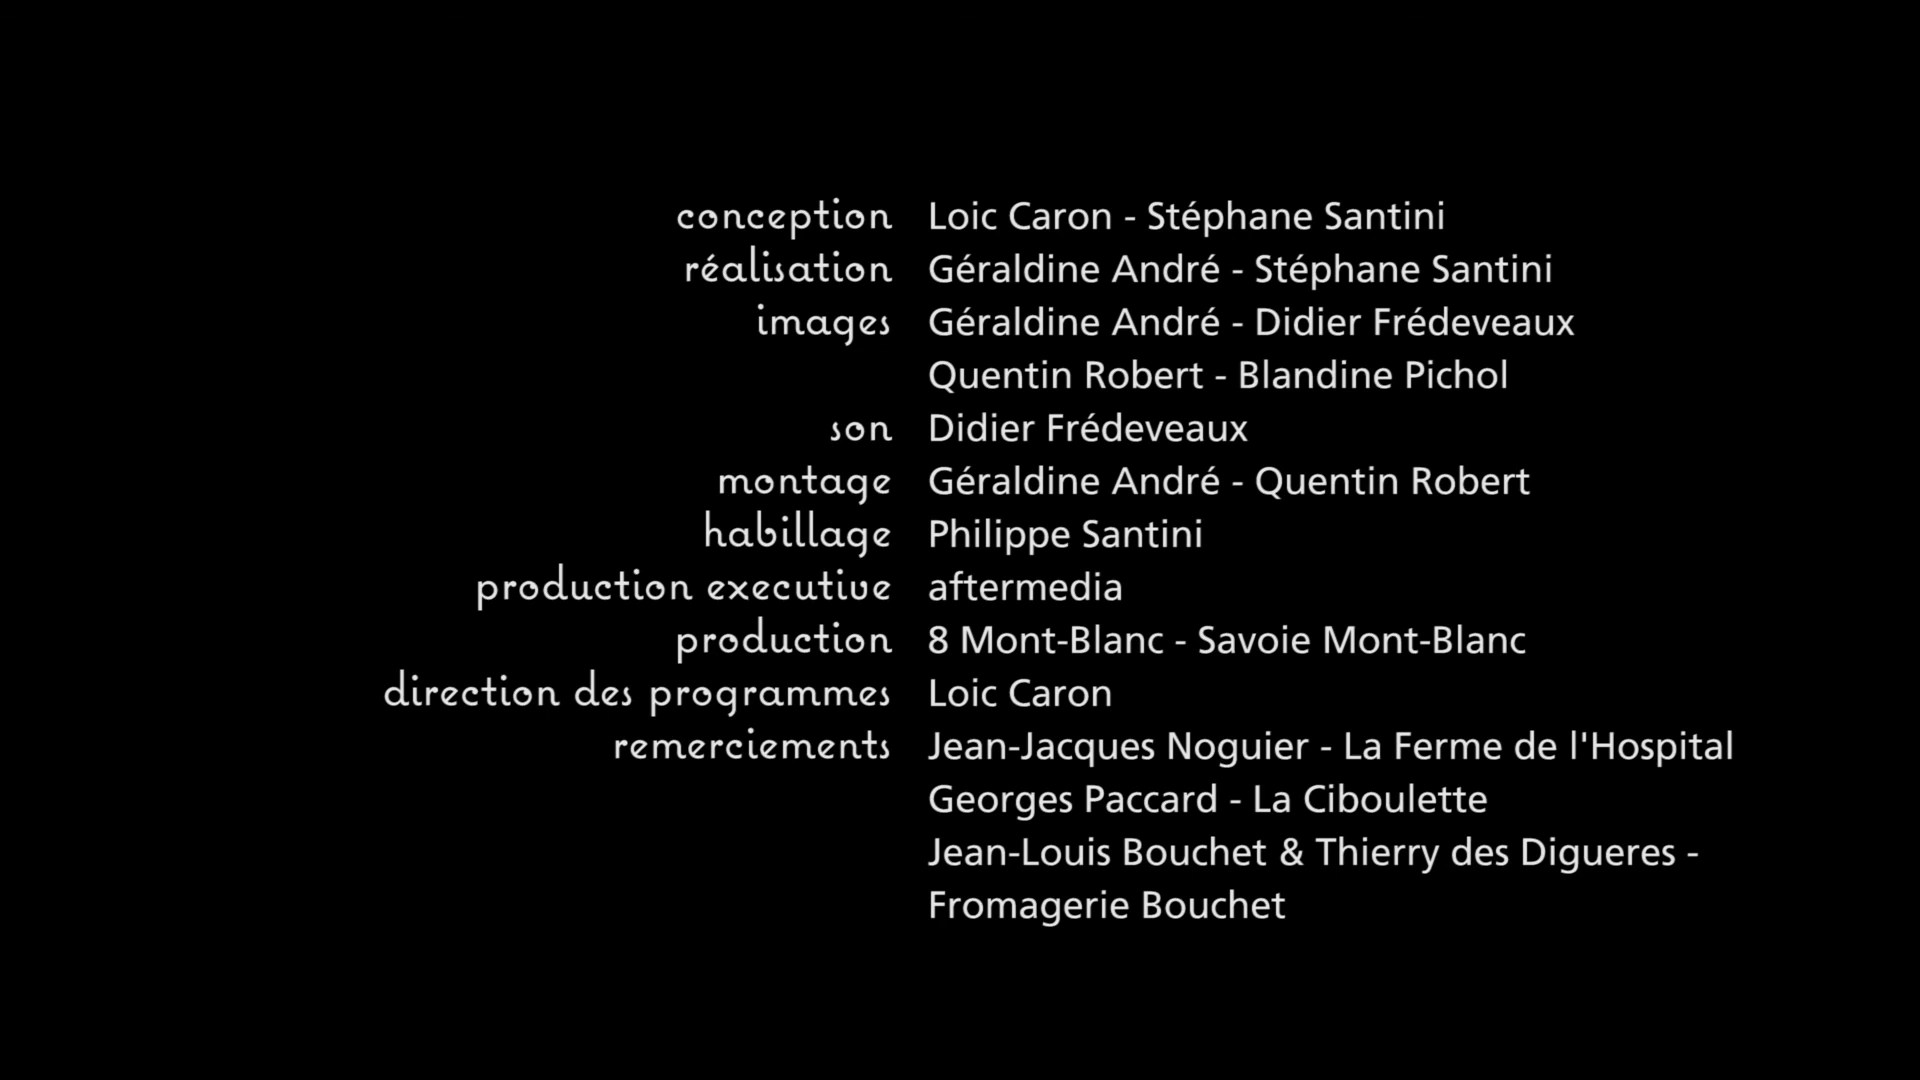 conception Loic Caron - Stéphane Santini
réalisation Géraldine André - Stéphane Santini
images Géraldine André - Didier Frédeveaux
Quentin Robert - Blandine Pichol
son Didier Frédeveaux
montage Géraldine André - Quentin Robert
habillage Philippe Santini
production executive aftermedia
production 8 Mont-Blanc - Savoie Mont-Blanc
direction des programmes Loic Caron
remerciements Jean-Jacques Noguier - La Ferme de l'Hospital
Georges Paccard - La Ciboulette
Jean-Louis Bouchet & Thierry des Digueres -
Fromagerie Bouchet